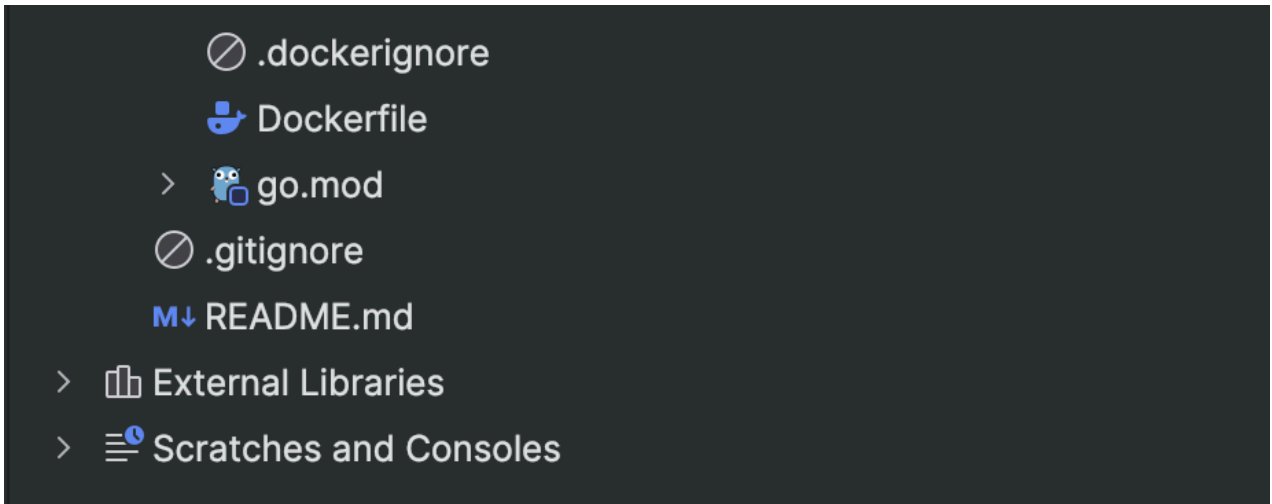 .dockerignore
Dockerfile
go.mod
.gitignore
M↓ README.md
External Libraries
Scratches and Consoles